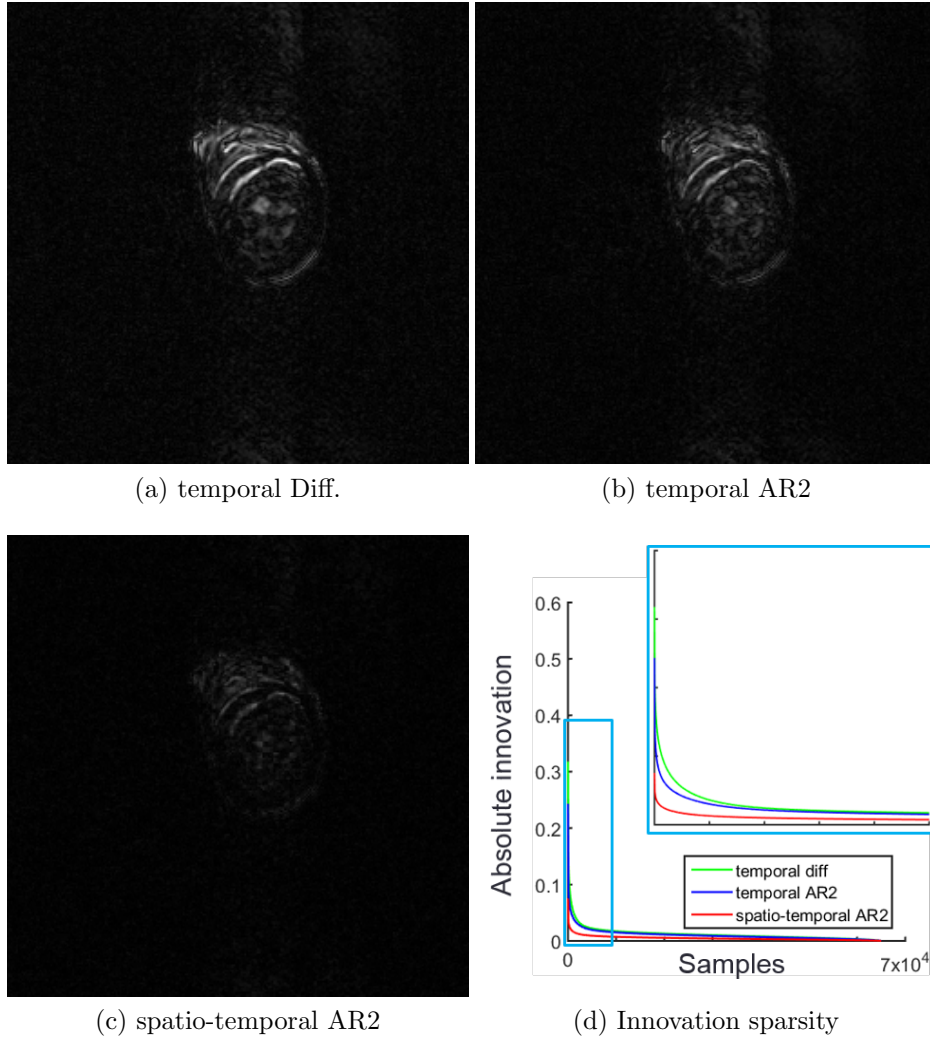 (a) temporal Diff.
(b) temporal AR2
(c) spatio-temporal AR2
0.6
0.5
0.4
0.3
0.2
0.1
0
Absolute innovation
temporal diff
temporal AR2
spatio-temporal AR2
0
Samples
7x10⁴
(d) Innovation sparsity